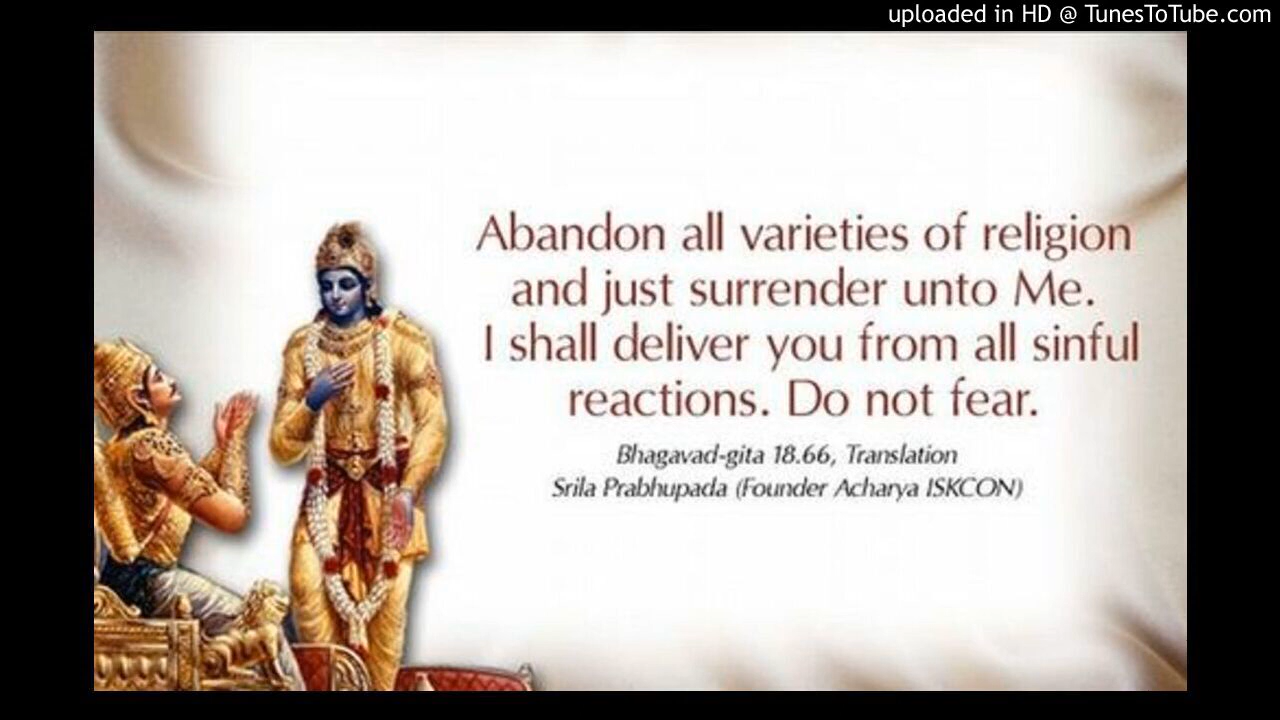 uploaded in HD @ TunesToTube.com
Abandon all varieties of religion
and just surrender unto Me.
I shall deliver you from all sinful
reactions. Do not fear.
Bhagavad-gita 18.66, Translation
Srila Prabhupada (Founder Acharya ISKCON)